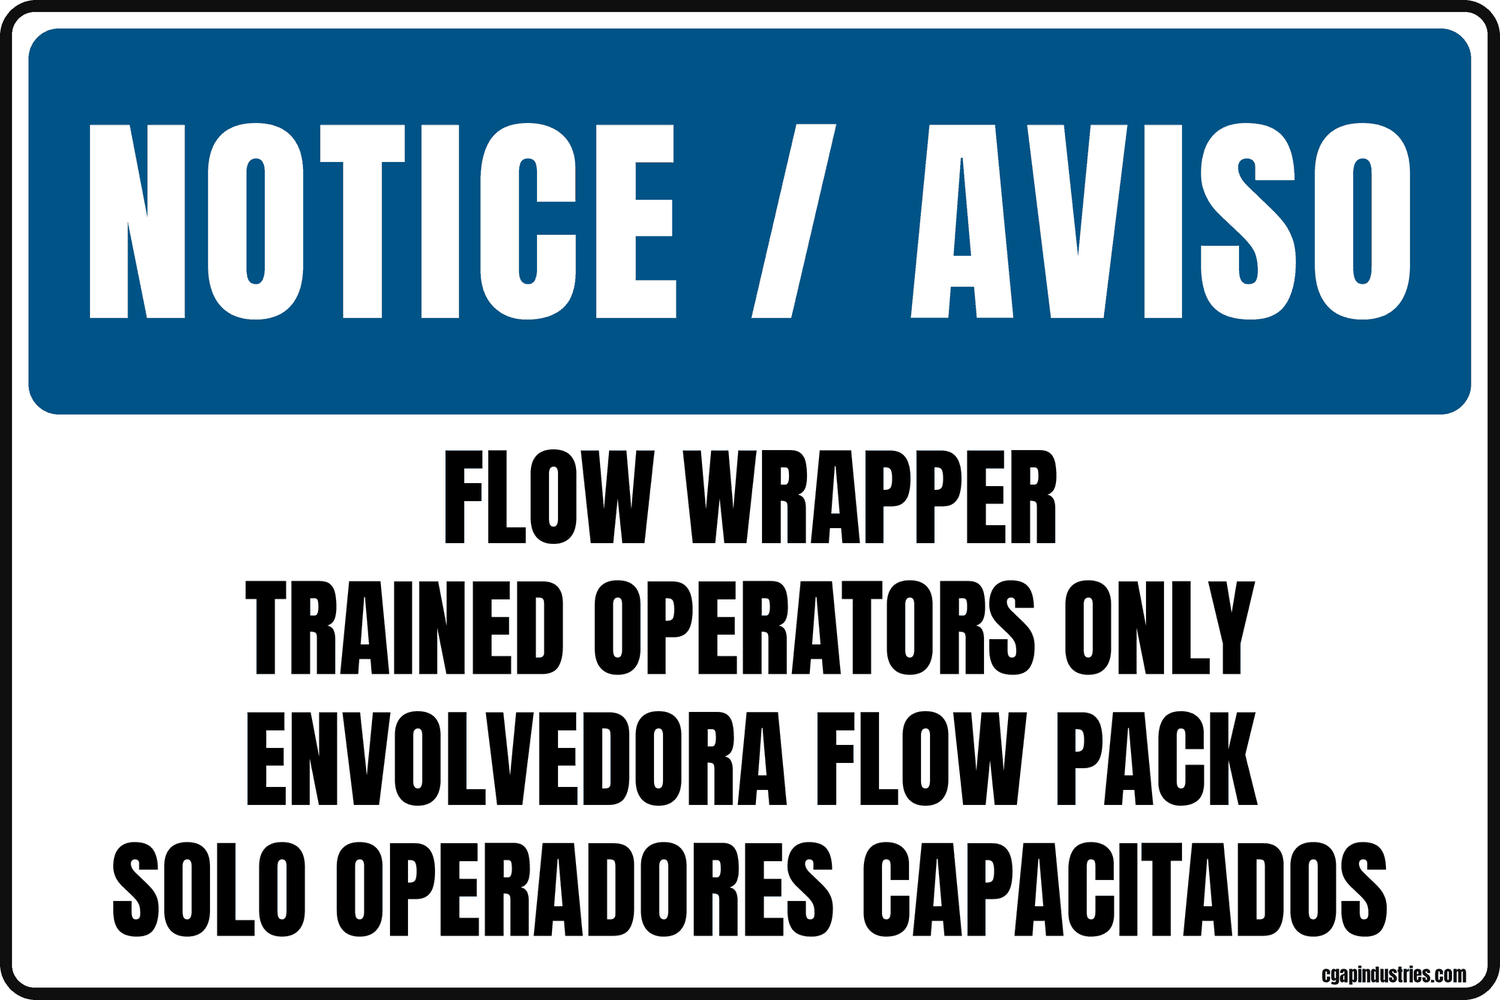 NOTICE / AVISO
FLOW WRAPPER
TRAINED OPERATORS ONLY
ENVOLVEDORA FLOW PACK
SOLO OPERADORES CAPACITADOS
cgapindustries.com